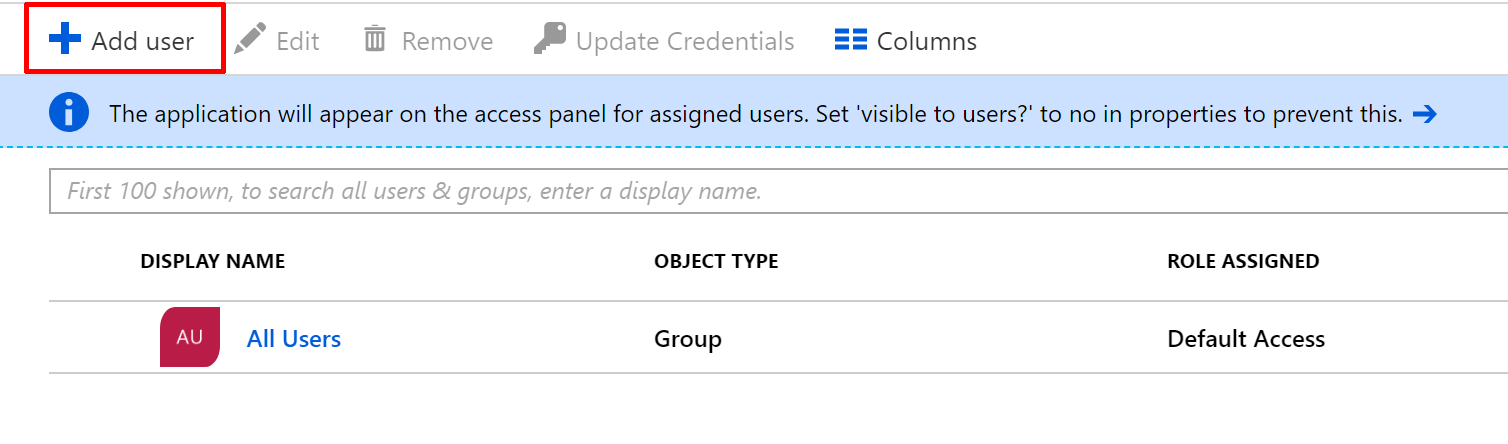 Add user Edit Remove Update Credentials Columns
The application will appear on the access panel for assigned users. Set 'visible to users?' to no in properties to prevent this.
First 100 shown, to search all users & groups, enter a display name.
DISPLAY NAME OBJECT TYPE ROLE ASSIGNED
AU All Users Group Default Access